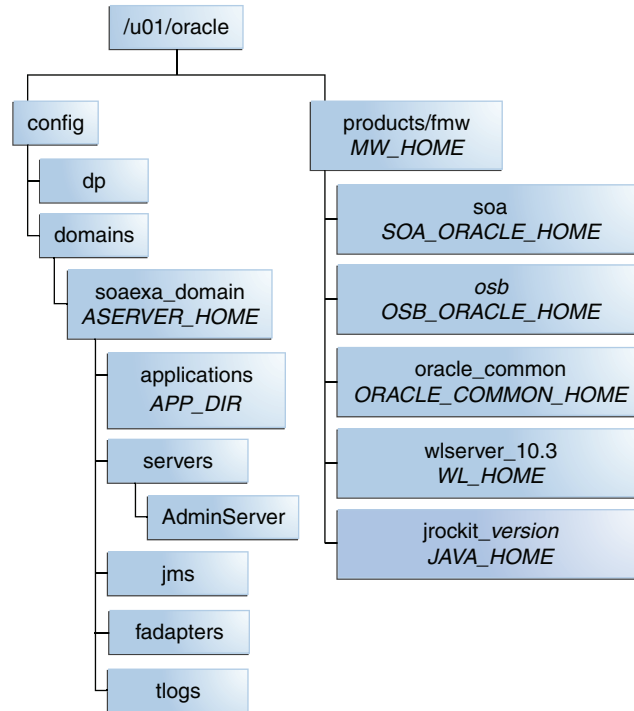 /u01/oracle
config
dp
domains
soaexa_domain
ASERVER_HOME
applications
APP_DIR
servers
AdminServer
jms
fadapters
tlogs
products/fmw
MW_HOME
soa
SOA_ORACLE_HOME
osb
OSB_ORACLE_HOME
oracle_common
ORACLE_COMMON_HOME
wlserver_10.3
WL_HOME
jrockit_version
JAVA_HOME